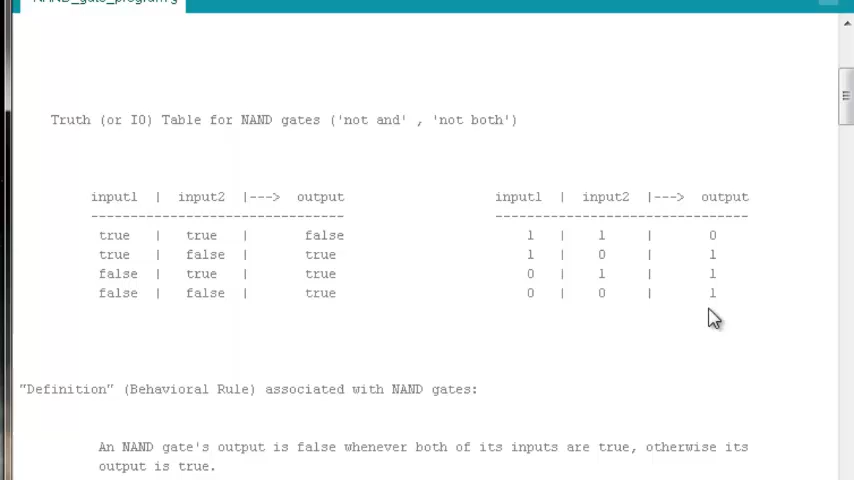 NAND_gate_program §
Truth (or IO) Table for NAND gates ('not and' , 'not both')
input1 | input2 |---> output input1 | input2 |---> output
--------------------------------- ---------------------------------
true | true | false 1 | 1 | 0
true | false | true 1 | 0 | 1
false | true | true 0 | 1 | 1
false | false | true 0 | 0 | 1
"Definition" (Behavioral Rule) associated with NAND gates:
An NAND gate's output is false whenever both of its inputs are true, otherwise its
output is true.